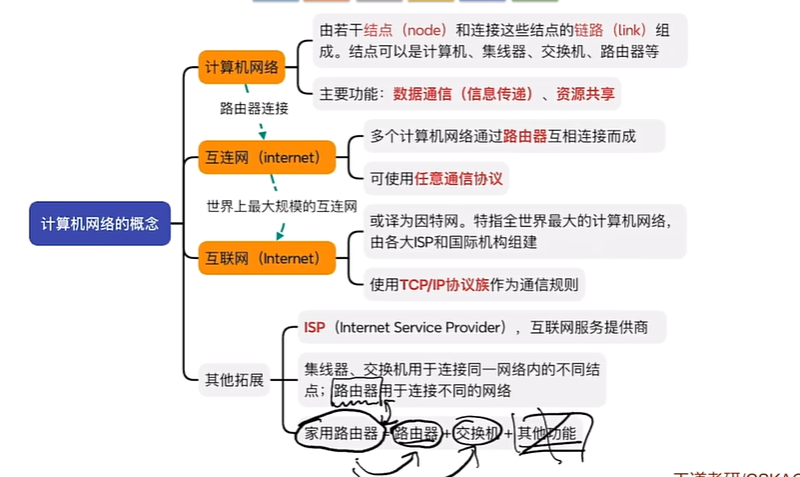 由若干结点（node）和连接这些结点的链路（link）组
成。结点可以是计算机、集线器、交换机、路由器等
计算机网络
主要功能：数据通信（信息传递）、资源共享
路由器连接
多个计算机网络通过路由器互相连接而成
互连网（internet）
可使用任意通信协议
世界上最大规模的互连网
计算机网络的概念
或译为因特网。特指全世界最大的计算机网络，
由各大ISP和国际机构组建
互联网（Internet）
使用TCP/IP协议族作为通信规则
ISP（Internet Service Provider），互联网服务提供商
其他拓展
集线器、交换机用于连接同一网络内的不同结
点；路由器用于连接不同的网络
家用路由器=路由器+交换机+其他功能